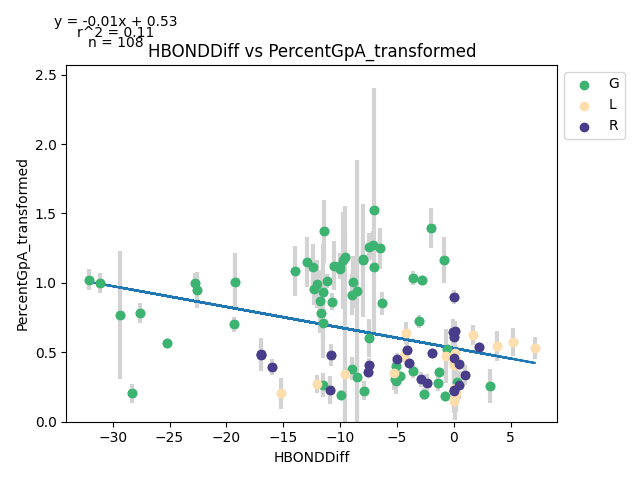 y = -0.01x + 0.53
r^2 = 0.11
n = 108
HBONDDiff vs PercentGpA_transformed
G
L
R
PercentGpA_transformed
2.5
2.0
1.5
1.0
0.5
0.0
−30 −25 −20 −15 −10 −5 0 5
HBONDDiff